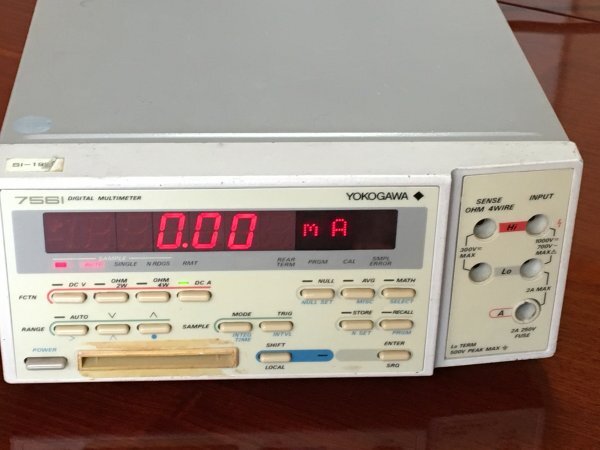 7561 DIGITAL MULTIMETER
YOKOGAWA
0.00 mA
SAMPLE
AUTO SINGLE N RDGS RMT
REAR TERM PRGM CAL SMPL ERROR
FCTN DC V OHM 2W OHM 4W DC A
NULL AVG MATH
NULL SET MISC SELECT
RANGE AUTO
SAMPLE MODE TRIG
INTEG TIME INTVL
STORE RECALL
N SET PRGM
POWER
SHIFT
LOCAL
ENTER
SRQ
SENSE OHM 4W/RE
INPUT
Hi
300V MAX
1000V
700V
MAX
Lo
2A MAX
A
2A 250V FUSE
Lo TERM
500V PEAK MAX